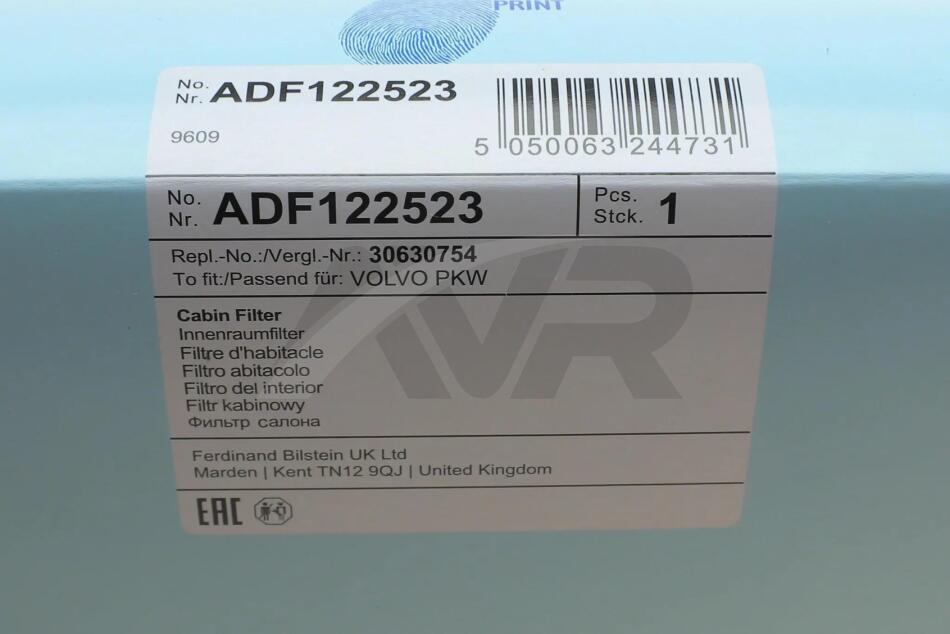 PRINT
No.
Nr. ADF122523
9609
5 050063 244731
No.
Nr. ADF122523
Pcs.
Stck. 1
Repl.-No.:/Vergl.-Nr.: 30630754
To fit:/Passend für: VOLVO PKW
Cabin Filter
Innenraumfilter
Filtre d'habitacle
Filtro abitacolo
Filtro del interior
Filtr kabinowy
Фильтр салона
Ferdinand Bilstein UK Ltd
Marden | Kent TN12 9QJ | United Kingdom
EAC
AVR